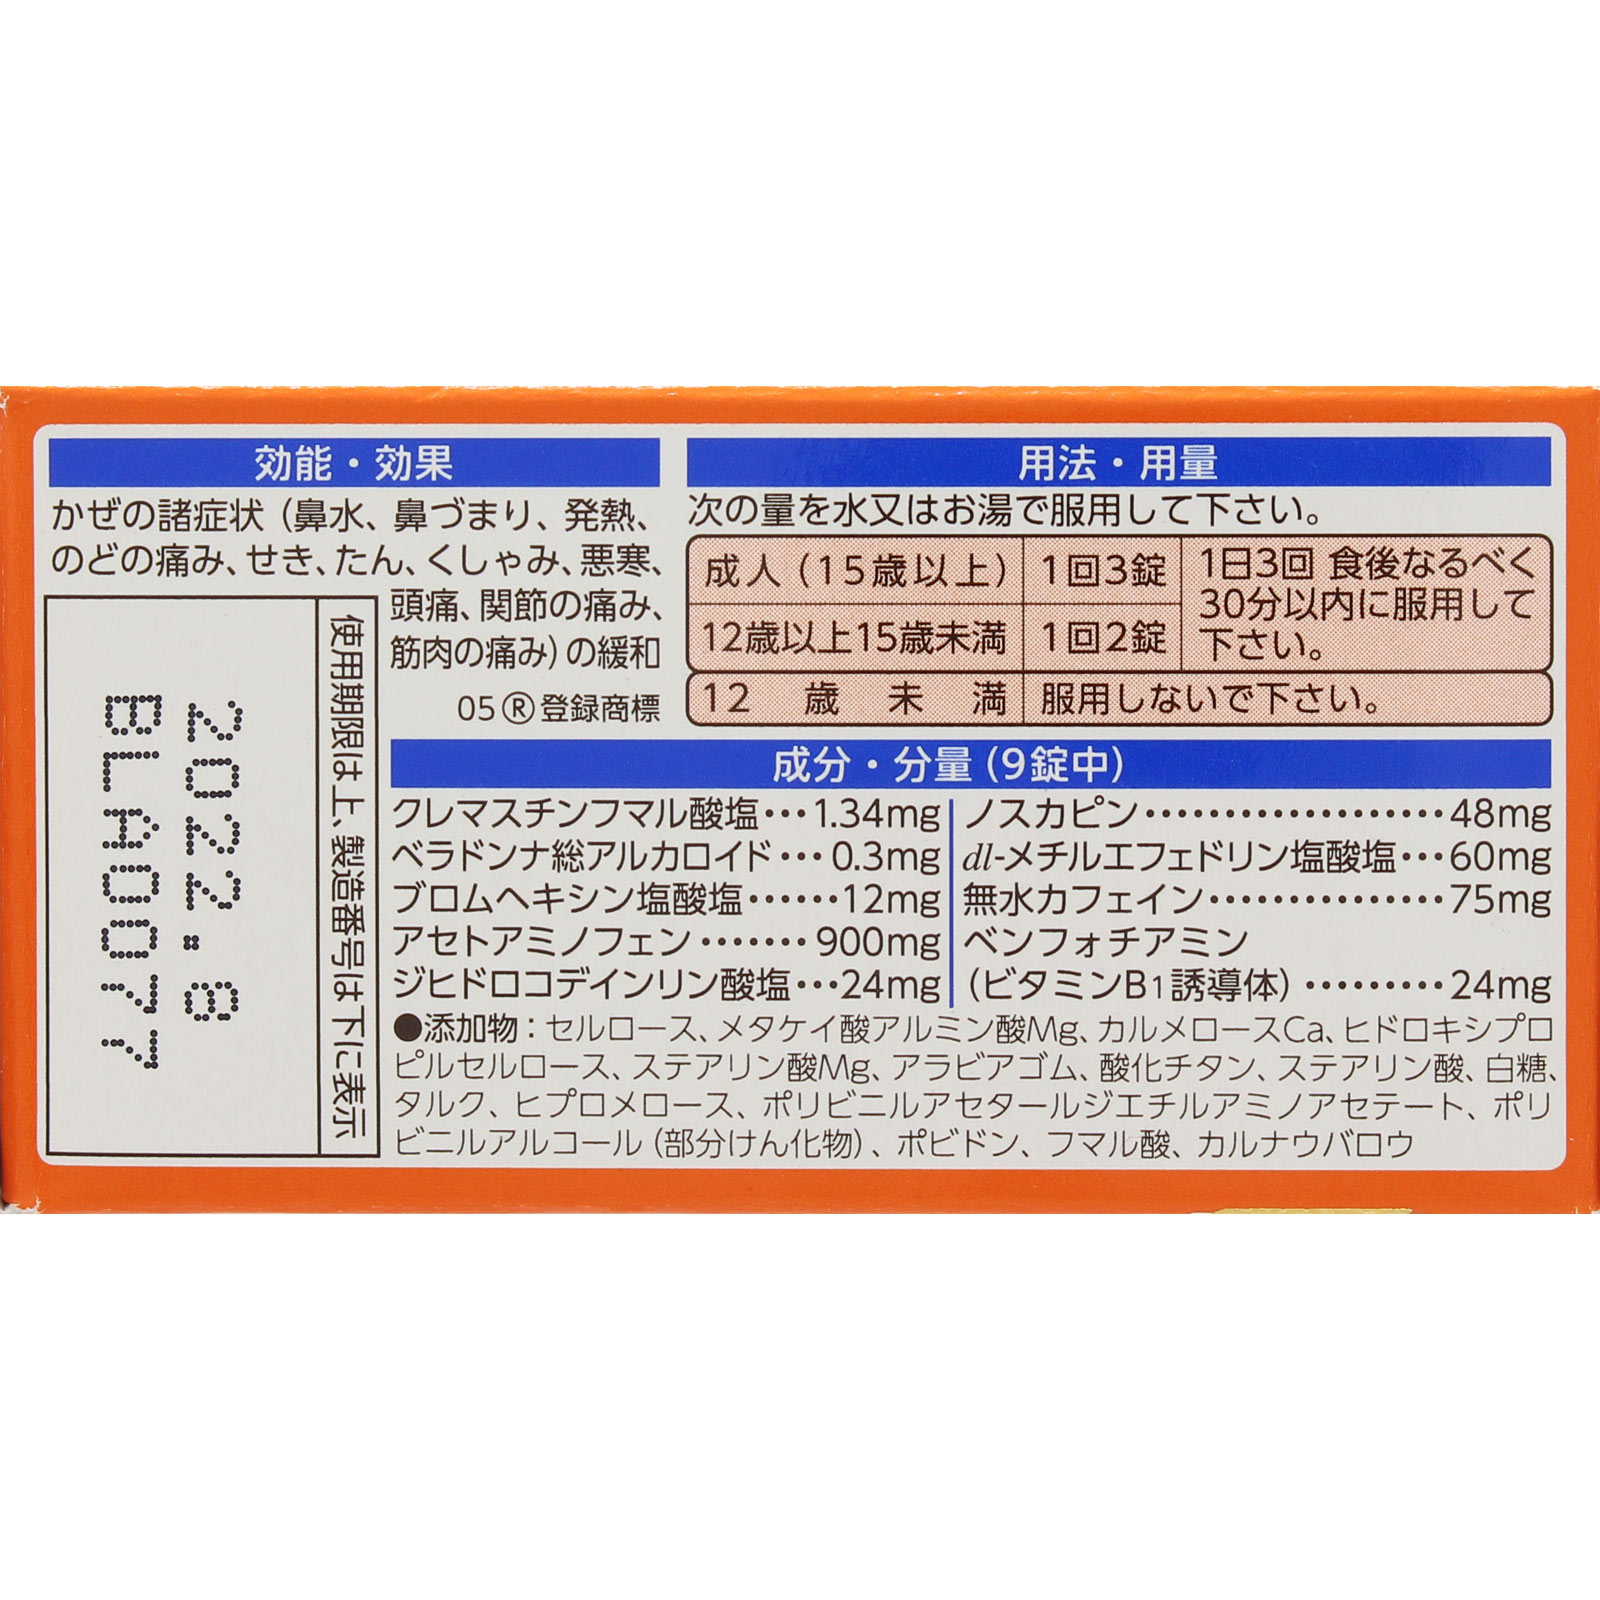 効能・効果
かぜの諸症状（鼻水、鼻づまり、発熱、
のどの痛み、せき、たん、くしゃみ、悪寒、
頭痛、関節の痛み、
筋肉の痛み）の緩和
05®登録商標
使用期限は上、製造番号は下に表示
2022.8
BLA0077
用法・用量
次の量を水又はお湯で服用して下さい。
成人（15歳以上） 1回3錠
12歳以上15歳未満 1回2錠
1日3回 食後なるべく
30分以内に服用して
下さい。
12歳未満 服用しないで下さい。
成分・分量（9錠中）
クレマスチンフマル酸塩…1.34mg
ベラドンナ総アルカロイド…0.3mg
ブロムヘキシン塩酸塩……12mg
アセトアミノフェン…….900mg
ジヒドロコデインリン酸塩…24mg
ノスカピン………………48mg
dl-メチルエフェドリン塩酸塩…60mg
無水カフェイン……………75mg
ベンフォチアミン
（ビタミンB1誘導体）………24mg
●添加物：セルロース、メタケイ酸アルミン酸Mg、カルメロースCa、ヒドロキシプロ
ピルセルロース、ステアリン酸Mg、アラビアゴム、酸化チタン、ステアリン酸、白糖、
タルク、ヒプロメロース、ポリビニルアセタールジエチルアミノアセテート、ポリ
ビニルアルコール（部分けん化物）、ポビドン、フマル酸、カルナウバロウ